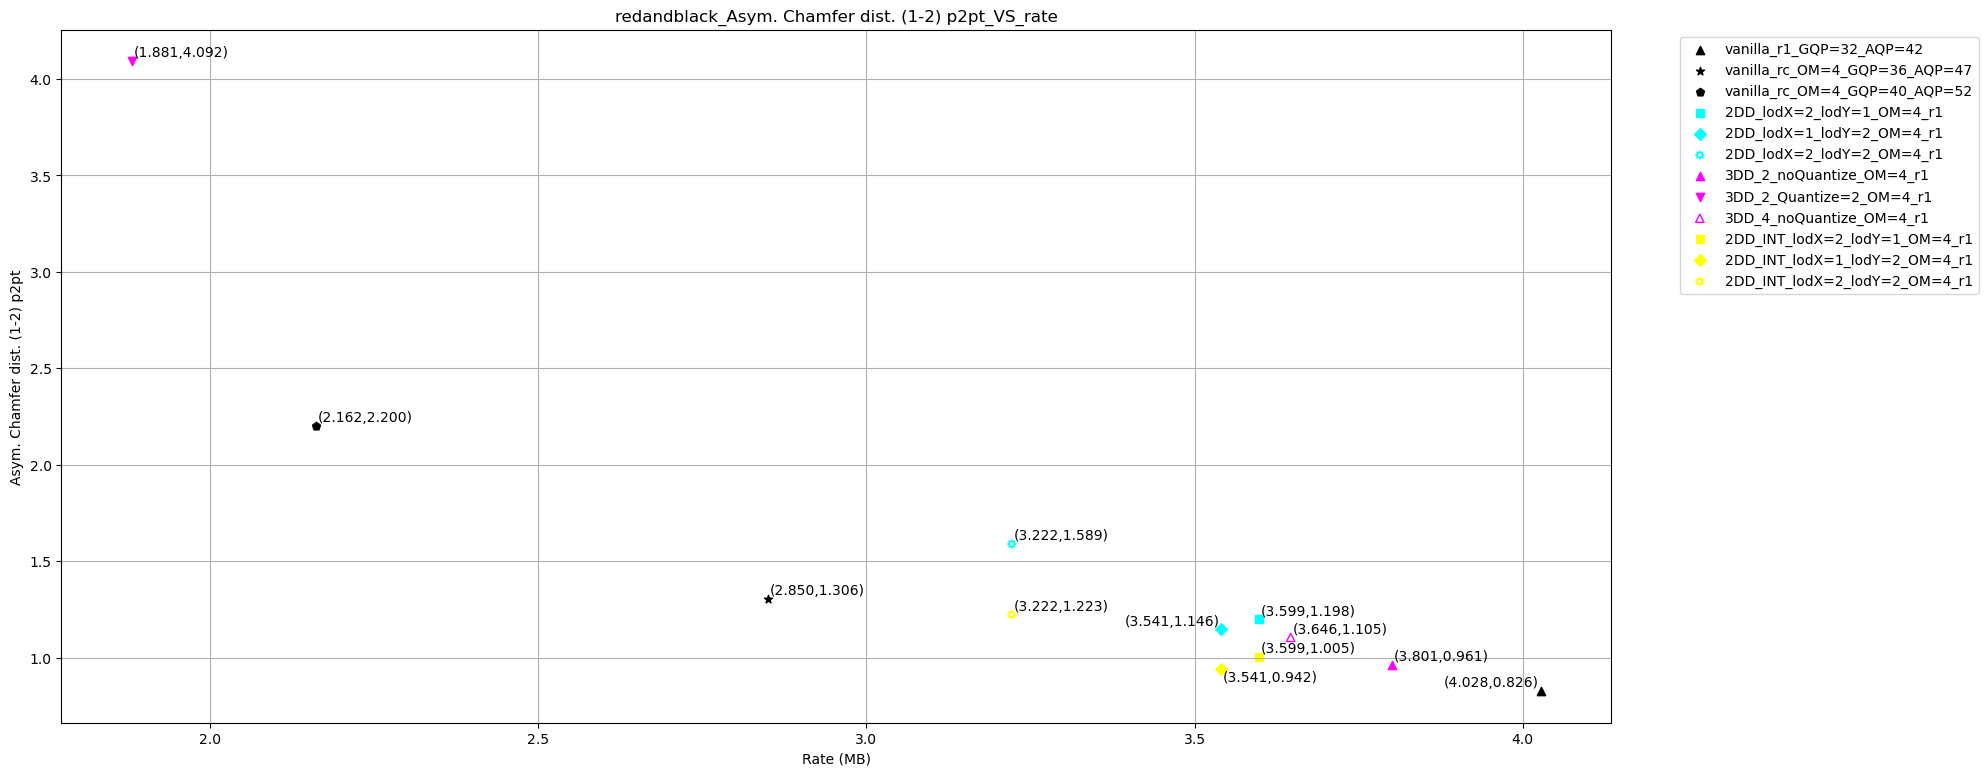 redandblack_Asym. Chamfer dist. (1-2) p2pt_VS_rate
(1.881,4.092)
(2.162,2.200)
(3.222,1.589)
(2.850,1.306)
(3.222,1.223)
(3.599,1.198)
(3.541,1.146)
(3.646,1.105)
(3.599,1.005)
(3.801,0.961)
(3.541,0.942)
(4.028,0.826)
4.0
3.5
3.0
2.5
2.0
1.5
1.0
Asym. Chamfer dist. (1-2) p2pt
2.0
2.5
3.0
3.5
4.0
Rate (MB)
vanilla_r1_GQP=32_AQP=42
vanilla_rc_OM=4_GQP=36_AQP=47
vanilla_rc_OM=4_GQP=40_AQP=52
2DD_lodX=2_lodY=1_OM=4_r1
2DD_lodX=1_lodY=2_OM=4_r1
2DD_lodX=2_lodY=2_OM=4_r1
3DD_2_noQuantize_OM=4_r1
3DD_2_Quantize=2_OM=4_r1
3DD_4_noQuantize_OM=4_r1
2DD_INT_lodX=2_lodY=1_OM=4_r1
2DD_INT_lodX=1_lodY=2_OM=4_r1
2DD_INT_lodX=2_lodY=2_OM=4_r1